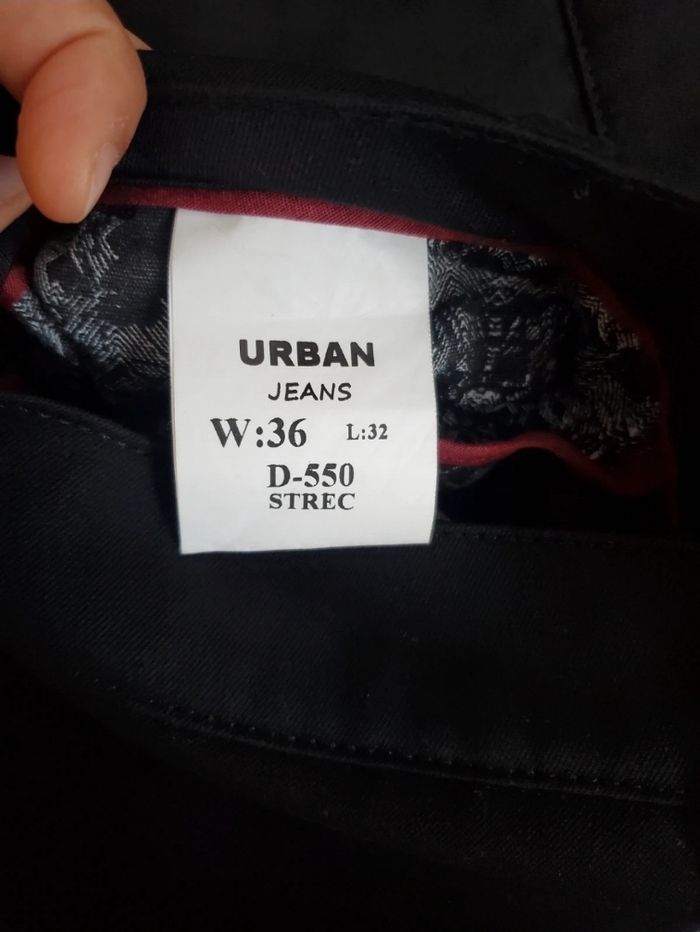 URBAN
JEANS
W:36 L:32
D-550
STREC